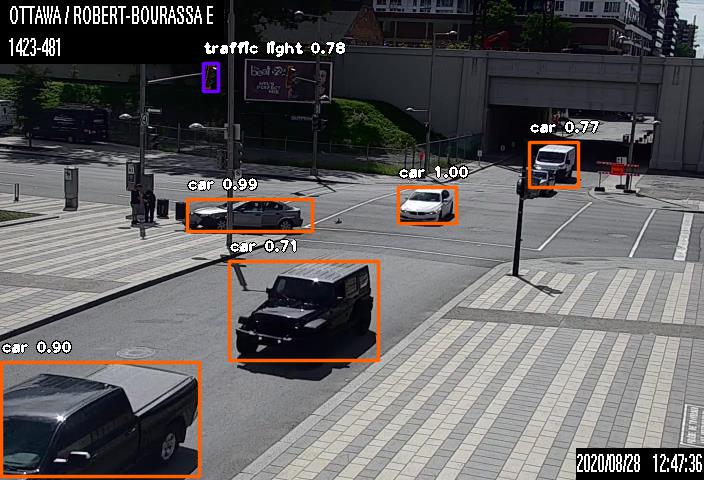 OTTAWA / ROBERT-BOURASSA E
1423-481
traffic light 0.78
car 0.77
car 1.00
car 0.99
car 0.71
car 0.90
2020/08/28 12:47:36